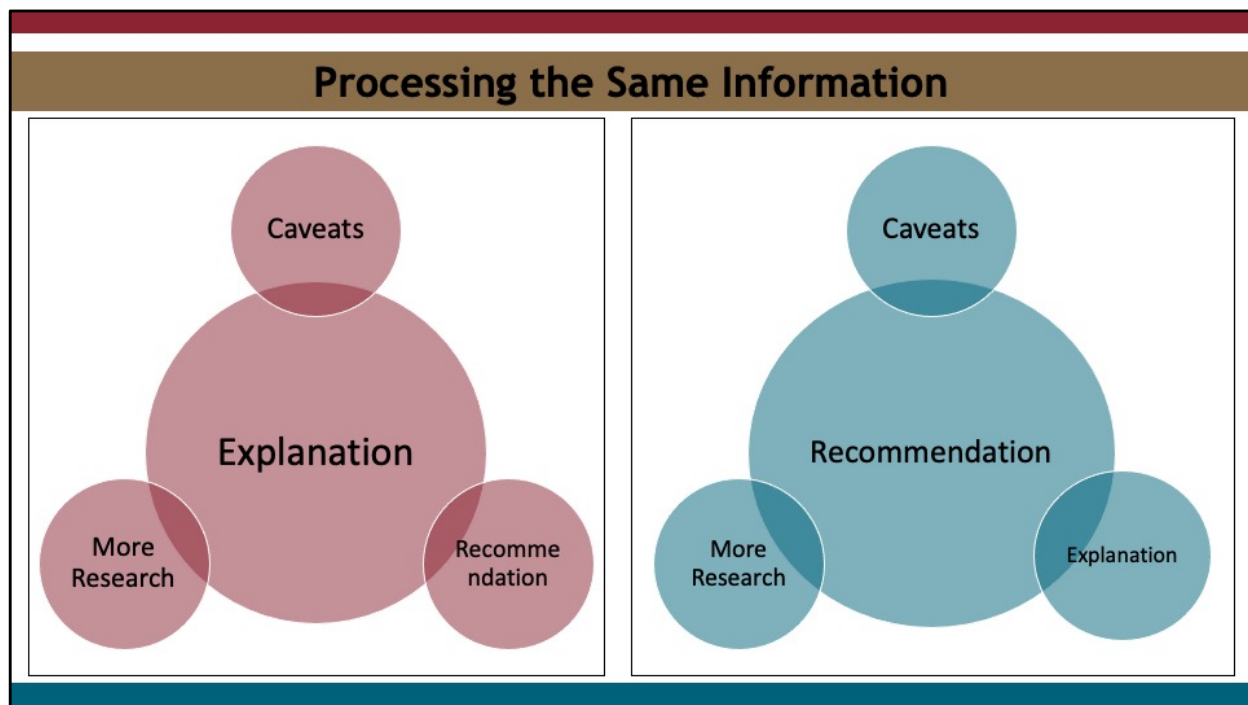 Processing the Same Information
Caveats
Explanation
More
Research
Recomme
ndation
Caveats
Recommendation
More
Research
Explanation